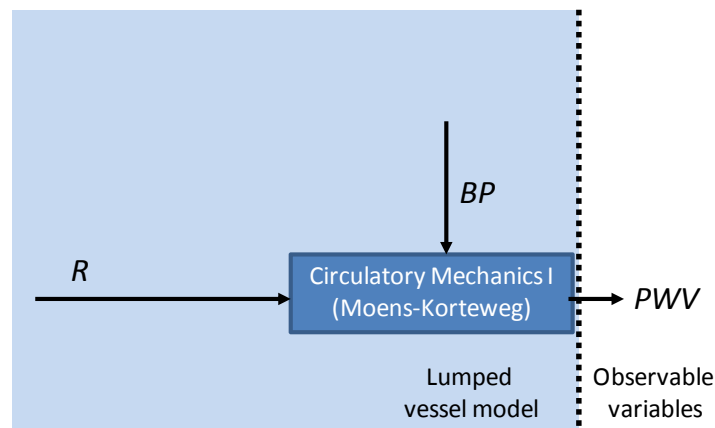 BP
R
Circulatory Mechanics I
(Moens-Korteweg)
PWV
Lumped
vessel model
Observable
variables